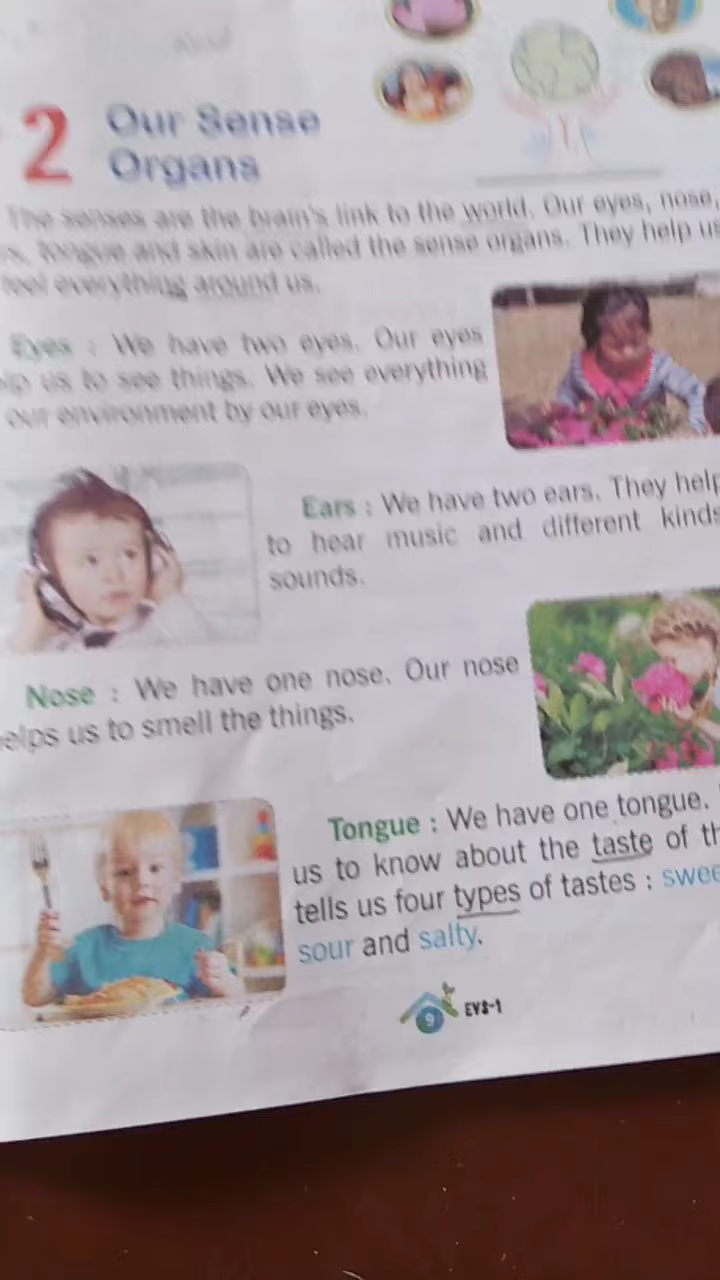 2 Our Sense
Organs
The senses are the brain's link to the world. Our eyes, nose,
tongue and skin are called the sense organs. They help us
feel everything around us.
Eyes : We have two eyes. Our eyes
us to see things. We see everything
our environment by our eyes.
Ears : We have two ears. They help
to hear music and different kinds
sounds.
Nose : We have one nose. Our nose
helps us to smell the things.
Tongue : We have one tongue.
us to know about the taste of
tells us four types of tastes :
sour and salty.
9 EVS-1